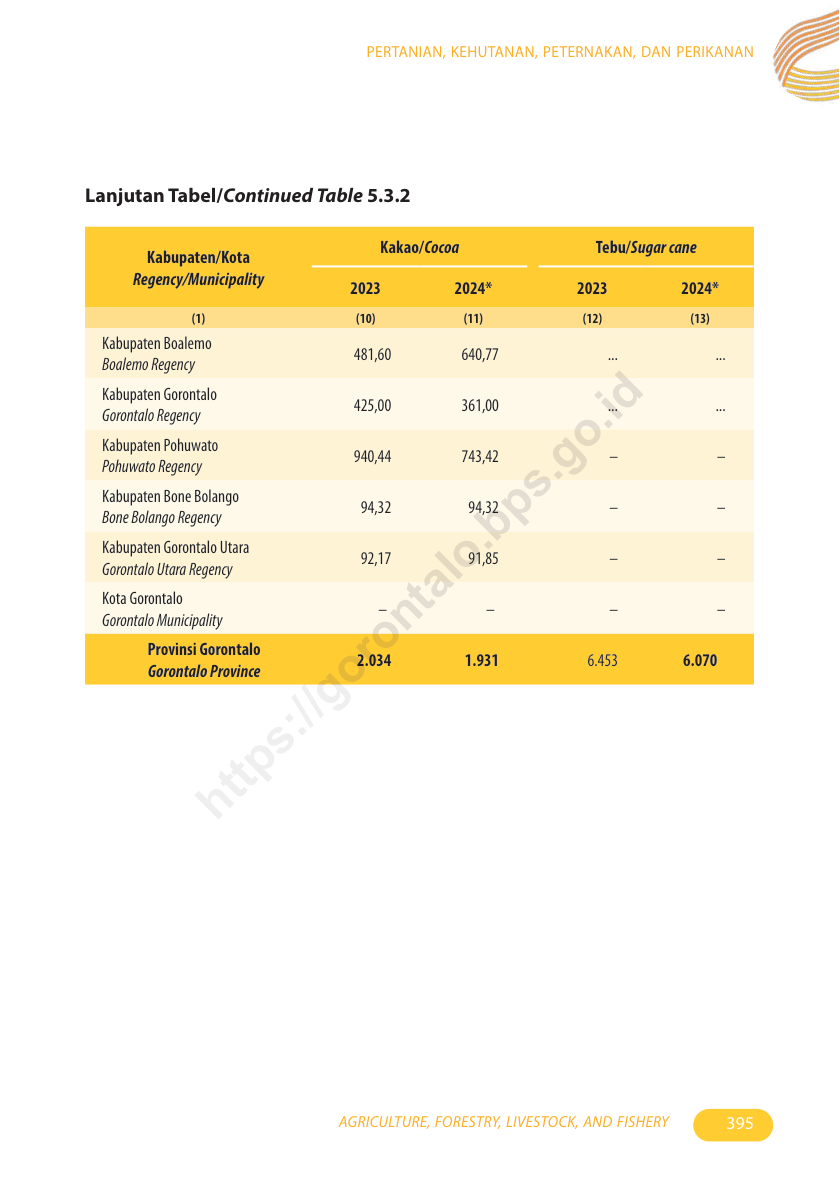 PERTANIAN, KEHUTANAN, PETERNAKAN, DAN PERIKANAN
Lanjutan Tabel/Continued Table 5.3.2
Kabupaten/Kota
Regency/Municipality
Kakao/Cocoa
Tebu/Sugar cane
2023 2024* 2023 2024*
(1) (10) (11) (12) (13)
Kabupaten Boalemo
Boalemo Regency
481,60 640,77 ... ...
Kabupaten Gorontalo
Gorontalo Regency
425,00 361,00 ... ...
Kabupaten Pohuwato
Pohuwato Regency
940,44 743,42 – –
Kabupaten Bone Bolango
Bone Bolango Regency
94,32 94,32 – –
Kabupaten Gorontalo Utara
Gorontalo Utara Regency
92,17 91,85 – –
Kota Gorontalo
Gorontalo Municipality
– – – –
Provinsi Gorontalo
Gorontalo Province
2.034 1.931 6.453 6.070
https://gorontalo.bps.go.id
AGRICULTURE, FORESTRY, LIVESTOCK, AND FISHERY 395